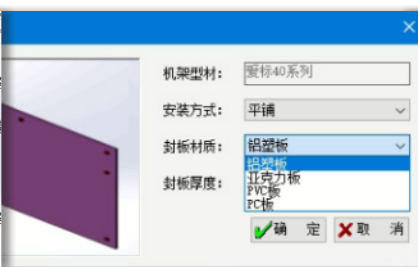 机架型材： 爱标40系列
安装方式： 平铺
封板材质： 铝塑板
铝塑板
亚克力板
PVC板
封板厚度：
PC板
确 定 取 消